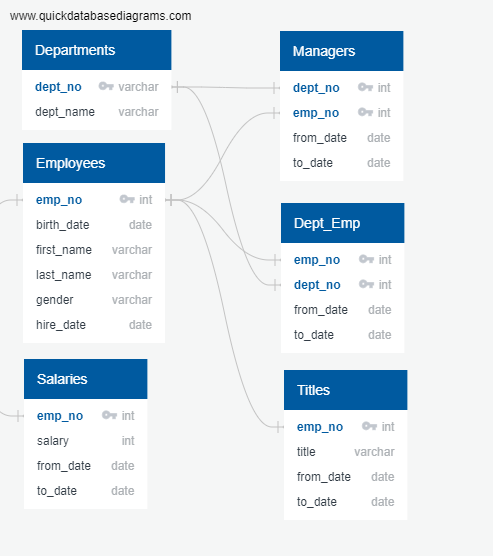 www.quickdatabasediagrams.com
Departments
dept_no varchar
dept_name varchar
Employees
emp_no int
birth_date date
first_name varchar
last_name varchar
gender varchar
hire_date date
Salaries
emp_no int
salary int
from_date date
to_date date
Managers
dept_no int
emp_no int
from_date date
to_date date
Dept_Emp
emp_no int
dept_no int
from_date date
to_date date
Titles
emp_no int
title varchar
from_date date
to_date date